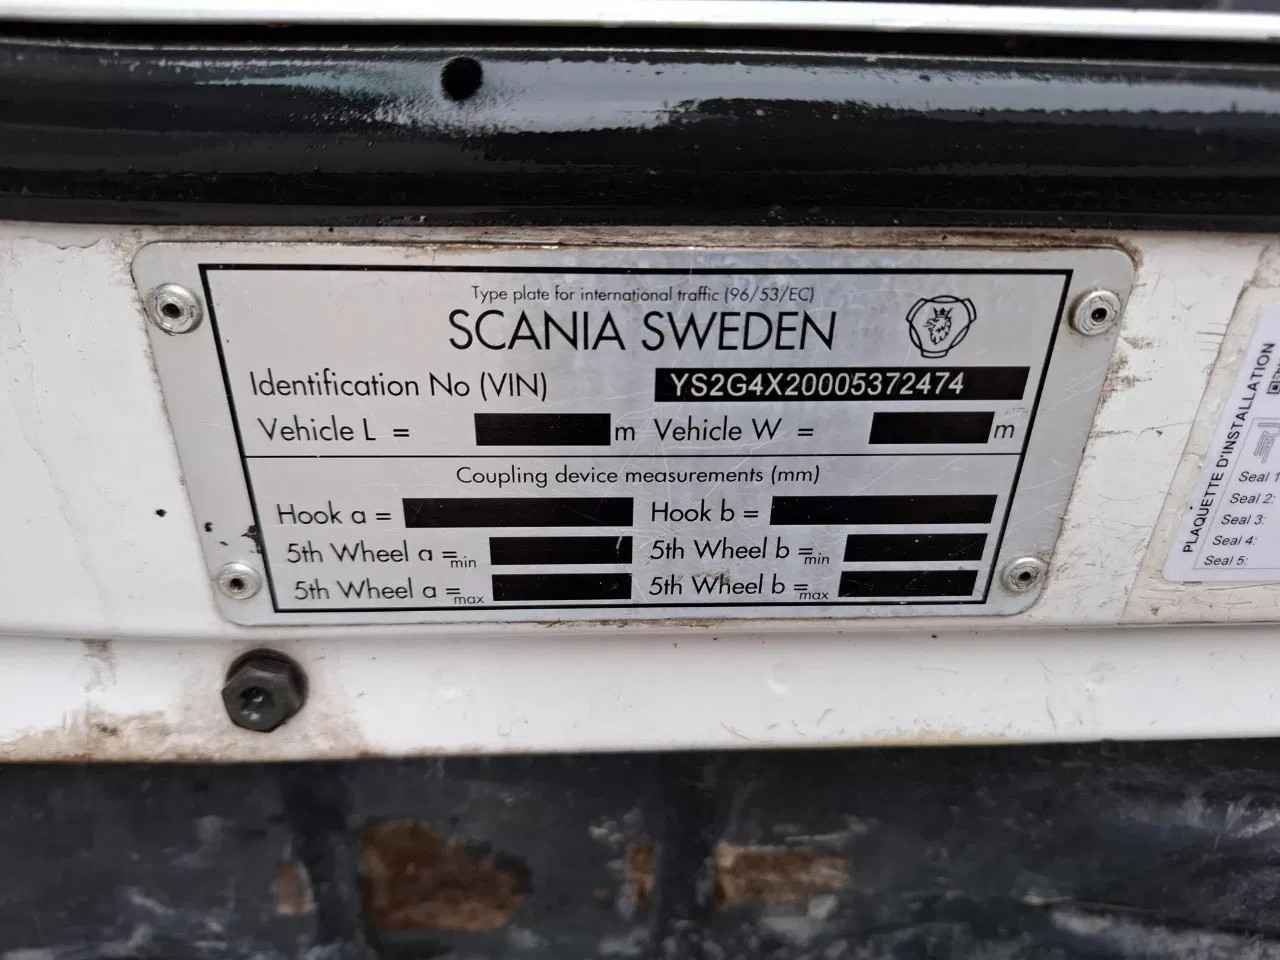 Type plate for international traffic (96/53/EC)
SCANIA SWEDEN
Identification No (VIN) YS2G4X20005372474
Vehicle L = m Vehicle W = m
Coupling device measurements (mm)
Hook a = Hook b =
5th Wheel a =min 5th Wheel b =min
5th Wheel a =max 5th Wheel b =max
PLAQUETTE D'INSTALLATION
Seal 1
Seal 2:
Seal 3:
Seal 4:
Seal 5: